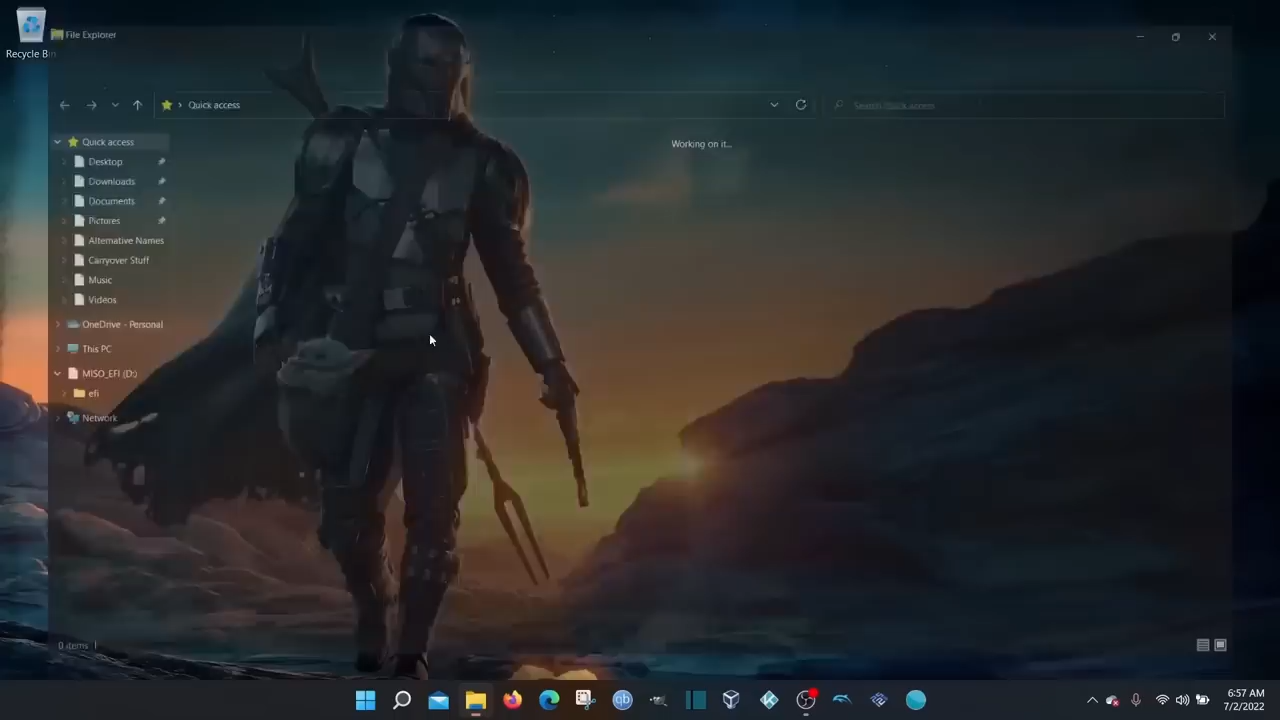 Recycle Bin
File Explorer
Quick access
Search Quick access
Working on it...
Quick access
Desktop
Downloads
Documents
Pictures
Alternative Names
Carryover Stuff
Music
Videos
OneDrive - Personal
This PC
MISO_EFI (D:)
efi
Network
0 items
qb
6:57 AM
7/2/2022